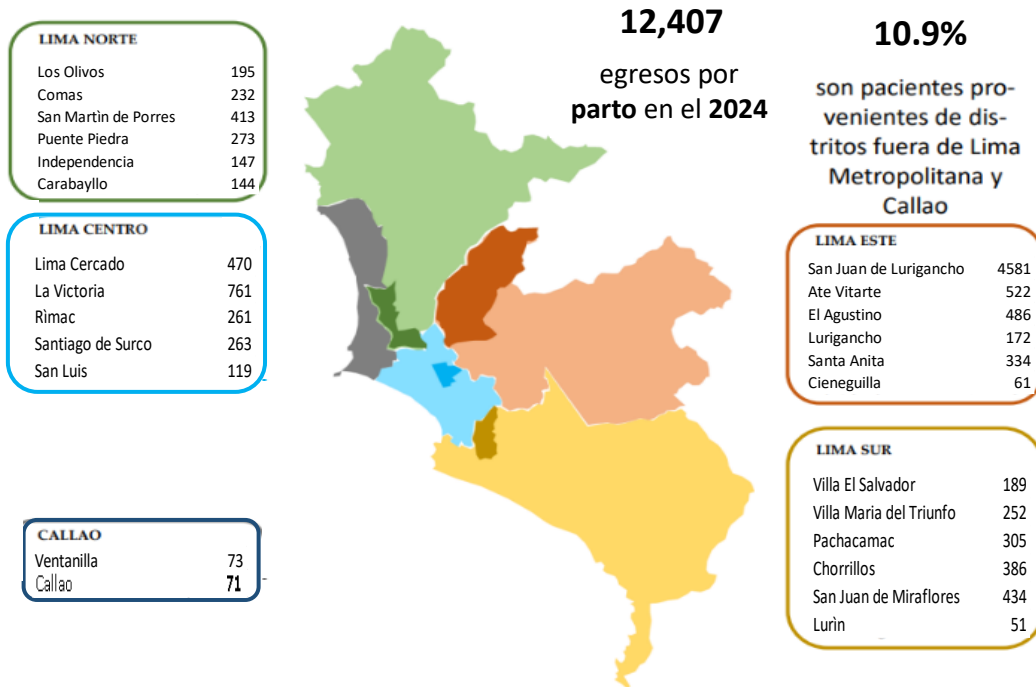 12,407
egresos por
parto en el 2024
10.9%
son pacientes pro-
venientes de dis-
tritos fuera de Lima
Metropolitana y
Callao
LIMA NORTE
Los Olivos 195
Comas 232
San Martìn de Porres 413
Puente Piedra 273
Independencia 147
Carabayllo 144
LIMA CENTRO
Lima Cercado 470
La Victoria 761
Rìmac 261
Santiago de Surco 263
San Luis 119
CALLAO
Ventanilla 73
Callao 71
LIMA ESTE
San Juan de Lurigancho 4581
Ate Vitarte 522
El Agustino 486
Lurigancho 172
Santa Anita 334
Cieneguilla 61
LIMA SUR
Villa El Salvador 189
Villa Maria del Triunfo 252
Pachacamac 305
Chorrillos 386
San Juan de Miraflores 434
Lurìn 51